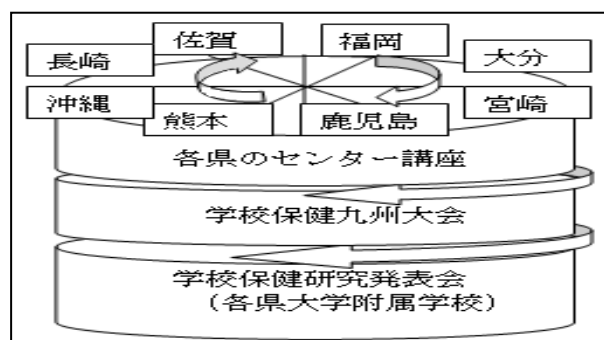 佐賀
福岡
長崎
大分
沖縄
熊本
鹿児島
宮崎
各県のセンター講座
学校保健九州大会
学校保健研究発表会
（各県大学附属学校）